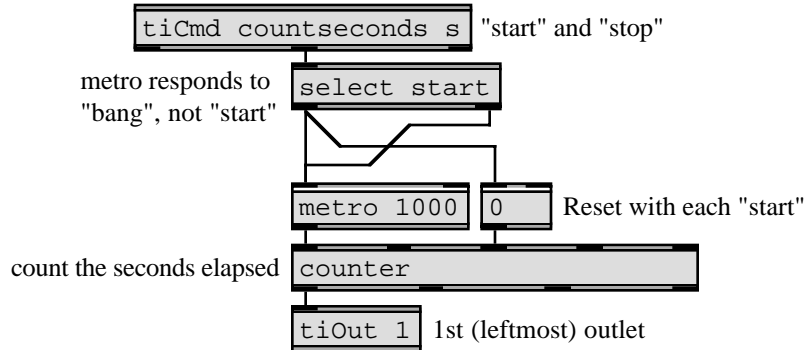 tiCmd countseconds s "start" and "stop"
metro responds to
"bang", not "start"
select start
metro 1000
0
Reset with each "start"
count the seconds elapsed
counter
tiOut 1
1st (leftmost) outlet